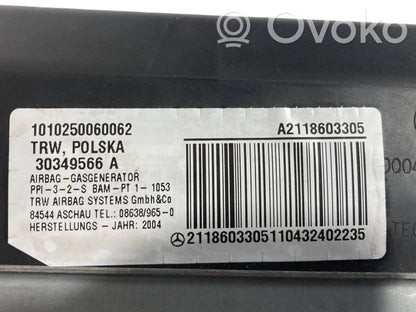 OVOKO
1010250060062
A2118603305
TRW, POLSKA
30349566 A
AIRBAG-GASGENERATOR
PPI-3-2-S BAM-PT 1- 1053
TRW AIRBAG SYSTEMS GmbH&Co
84544 ASCHAU TEL.: 08638/965-0
HERSTELLUNGS - JAHR: 2004
2118603305110432402235